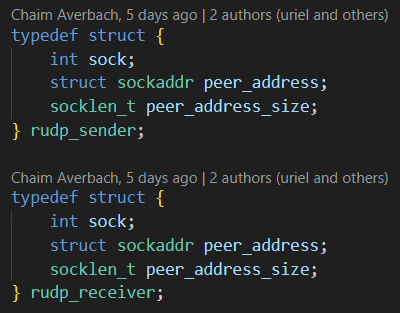 Chaim Averbach, 5 days ago | 2 authors (uriel and others)
typedef struct {
    int sock;
    struct sockaddr peer_address;
    socklen_t peer_address_size;
} rudp_sender;
Chaim Averbach, 5 days ago | 2 authors (uriel and others)
typedef struct {
    int sock;
    struct sockaddr peer_address;
    socklen_t peer_address_size;
} rudp_receiver;